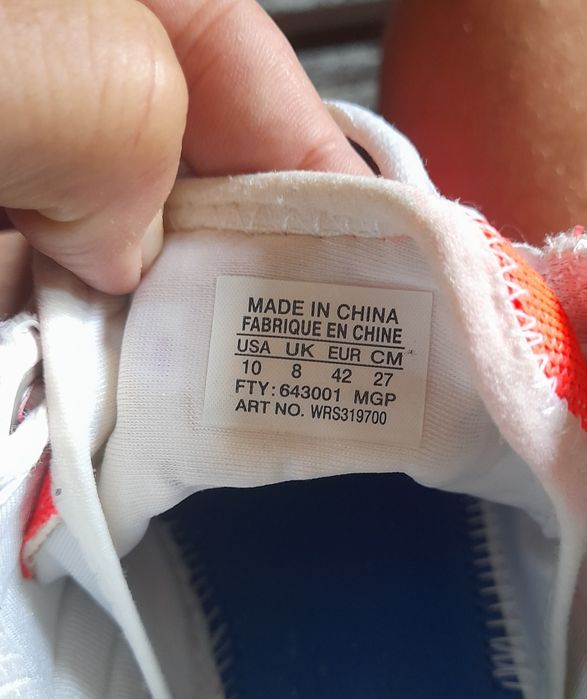 MADE IN CHINA
FABRIQUE EN CHINE
USA UK EUR CM
10 8 42 27
FTY: 643001 MGP
ART NO. WRS319700